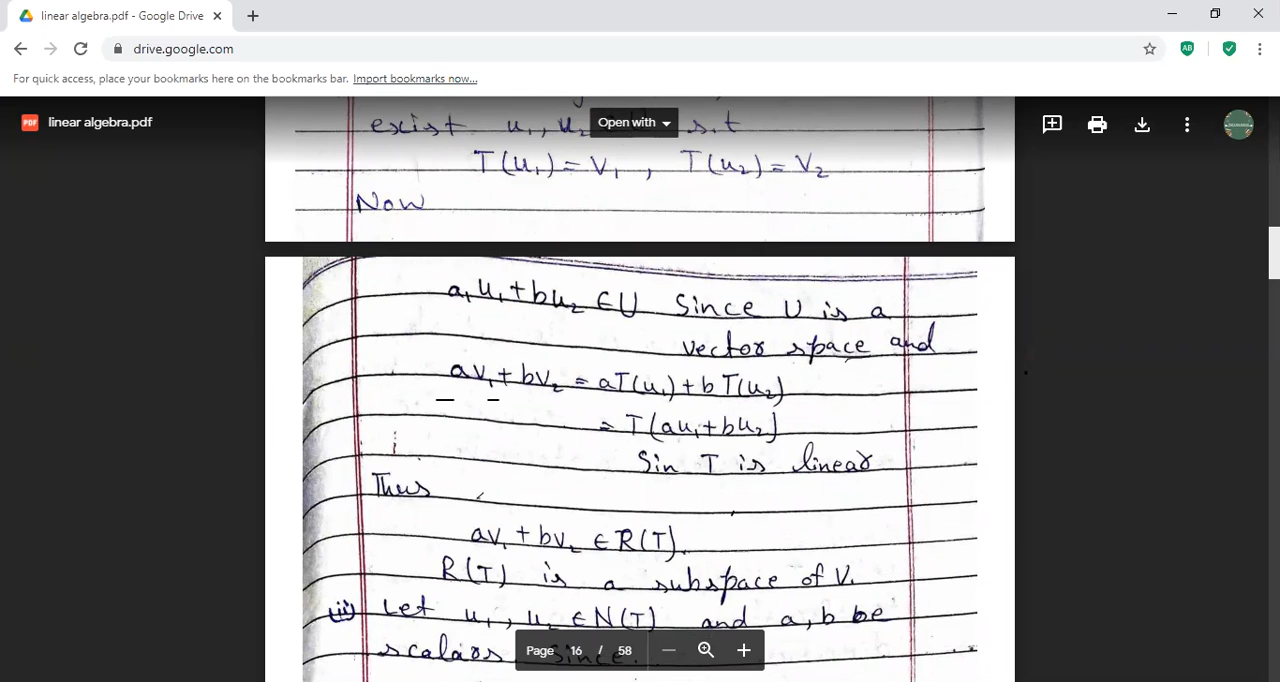 linear algebra.pdf - Google Drive
drive.google.com
AB
For quick access, place your bookmarks here on the bookmarks bar. Import bookmarks now...
PDF linear algebra.pdf
Open with
exist u₁, u₂ s.t
T(u₁) = V₁ , T(u₂) = V₂
Now
a₁u₁ + bu₂ ∈ U Since U is a
vector space and
av₁ + bv₂ = aT(u₁) + bT(u₂)
= T(au₁ + bu₂)
Sin T is linear
Thus
av₁ + bv₂ ∈ R(T).
R(T) is a subspace of V.
(ii) Let u₁, u₂ ∈ N(T) and a, b be
scalars Since.
Page 16 / 58